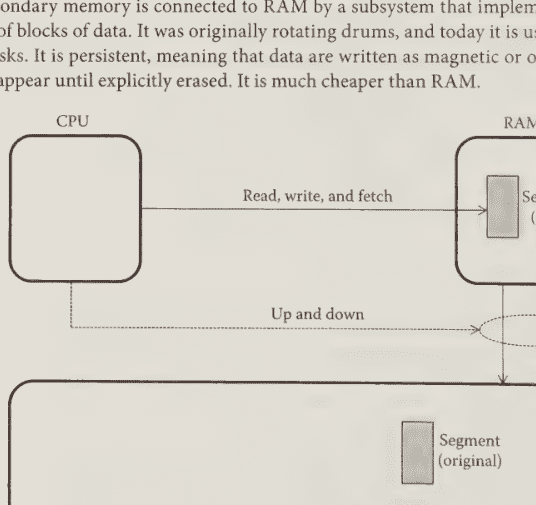 ondary memory is connected to RAM by a subsystem that implem
of blocks of data. It was originally rotating drums, and today it is us
sks. It is persistent, meaning that data are written as magnetic or o
appear until explicitly erased. It is much cheaper than RAM.
CPU
RAM
Read, write, and fetch
Se
(
Up and down
Segment
(original)